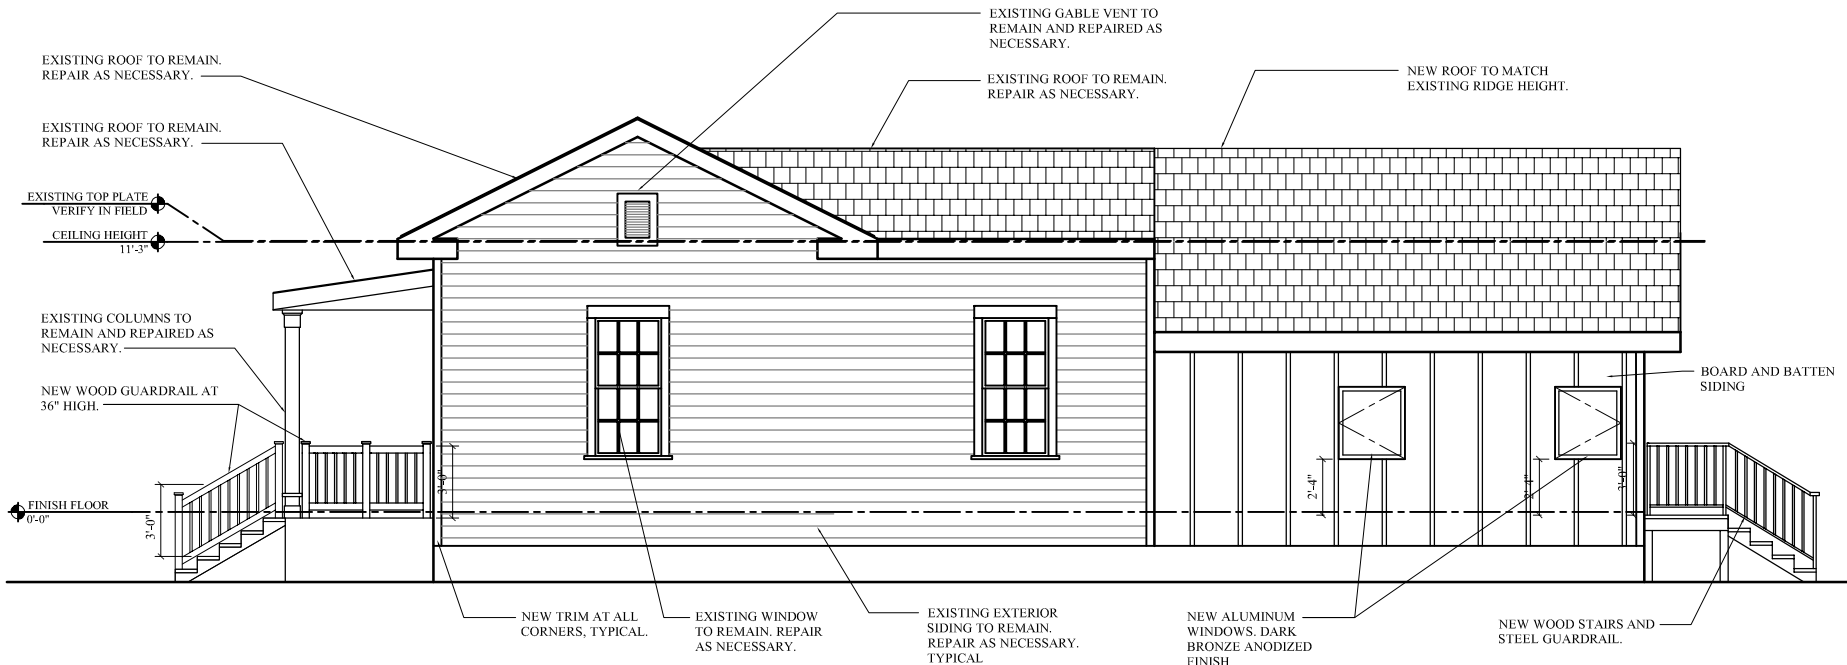 EXISTING GABLE VENT TO
REMAIN AND REPAIRED AS
NECESSARY.
EXISTING ROOF TO REMAIN.
REPAIR AS NECESSARY.
EXISTING ROOF TO REMAIN.
REPAIR AS NECESSARY.
NEW ROOF TO MATCH
EXISTING RIDGE HEIGHT.
EXISTING ROOF TO REMAIN.
REPAIR AS NECESSARY.
EXISTING TOP PLATE
VERIFY IN FIELD
CEILING HEIGHT
11'-3"
EXISTING COLUMNS TO
REMAIN AND REPAIRED AS
NECESSARY.
NEW WOOD GUARDRAIL AT
36" HIGH.
BOARD AND BATTEN
SIDING
FINISH FLOOR
0'-0"
3'-0"
3'-0"
2'-4"
2'-4"
3'-0"
NEW TRIM AT ALL
CORNERS, TYPICAL.
EXISTING WINDOW
TO REMAIN. REPAIR
AS NECESSARY.
EXISTING EXTERIOR
SIDING TO REMAIN.
REPAIR AS NECESSARY.
TYPICAL
NEW ALUMINUM
WINDOWS. DARK
BRONZE ANODIZED
FINISH
NEW WOOD STAIRS AND
STEEL GUARDRAIL.